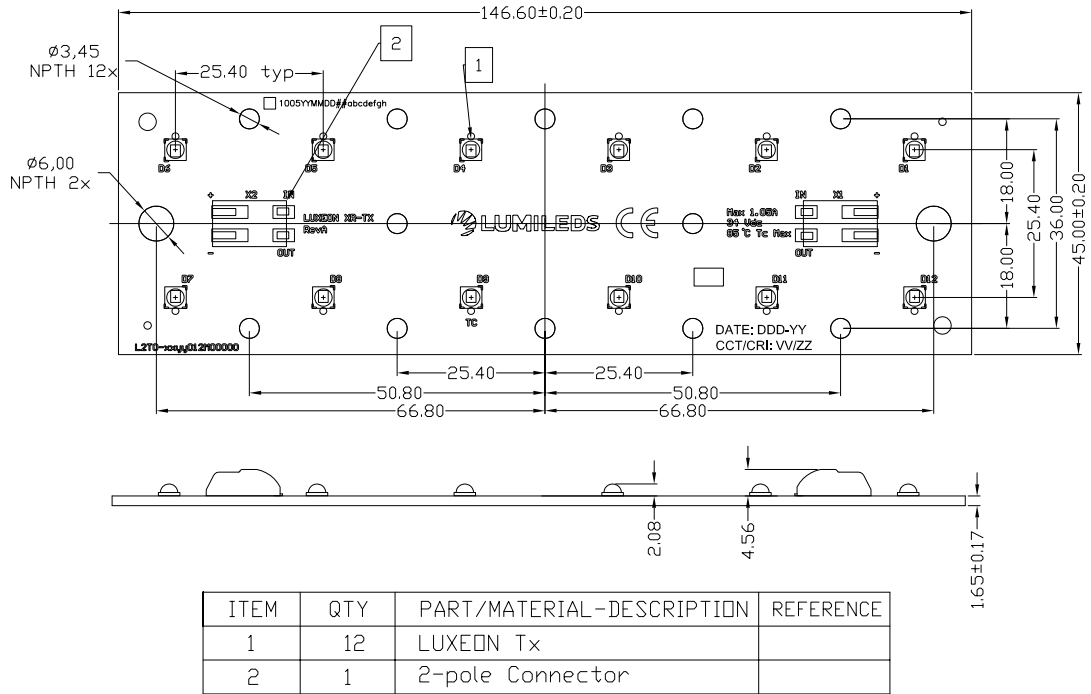 146.60±0.20
ø3,45
NPTH 12x
25.40 typ
2
1
1005YYMMDD##abcdefgh
ø6,00
NPTH 2x
D6
D5
D4
D3
D2
D1
+ X2 IN
IN X1 +
LUXEON XR-TX
RevA
LUMILEDS CE
Max 1.05A
34 Vdc
85°C Tc Max
- OUT
OUT -
18.00
18.00
25.40
36.00
45.00±0.20
D7
D8
D9
D10
D11
D12
TC
DATE: DDD-YY
CCT/CRI: VV/ZZ
L2T0-xxyy012M00000
25.40
25.40
50.80
50.80
66.80
66.80
2.08
4.56
1.65±0.17
ITEM QTY PART/MATERIAL-DESCRIPTION REFERENCE
1 12 LUXEON Tx
2 1 2-pole Connector